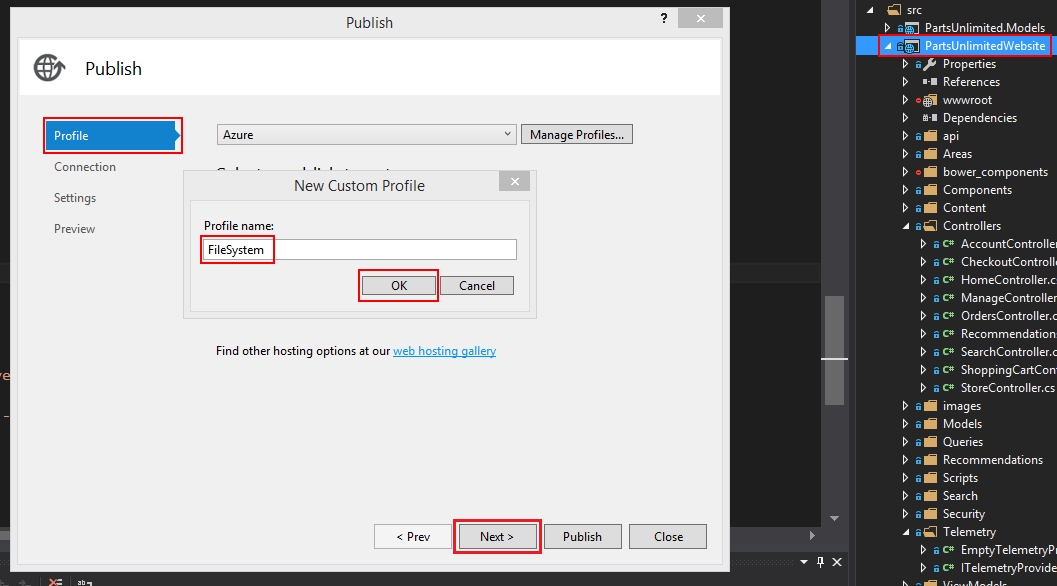 Publish
?
Publish
Profile
Connection
Settings
Preview
Azure
Manage Profiles...
New Custom Profile
Profile name:
FileSystem
OK
Cancel
Find other hosting options at our web hosting gallery
< Prev
Next >
Publish
Close
src
PartsUnlimited.Models
PartsUnlimitedWebsite
Properties
References
wwwroot
Dependencies
api
Areas
bower_components
Components
Content
Controllers
C# AccountController
C# CheckoutControll
C# HomeController.c
C# ManageController
C# OrdersController.c
C# Recommendation
C# SearchController.c
C# ShoppingCartCon
C# StoreController.cs
images
Models
Queries
Recommendations
Scripts
Search
Security
Telemetry
C# EmptyTelemetryP
C# ITelemetryProvide
ViewModels